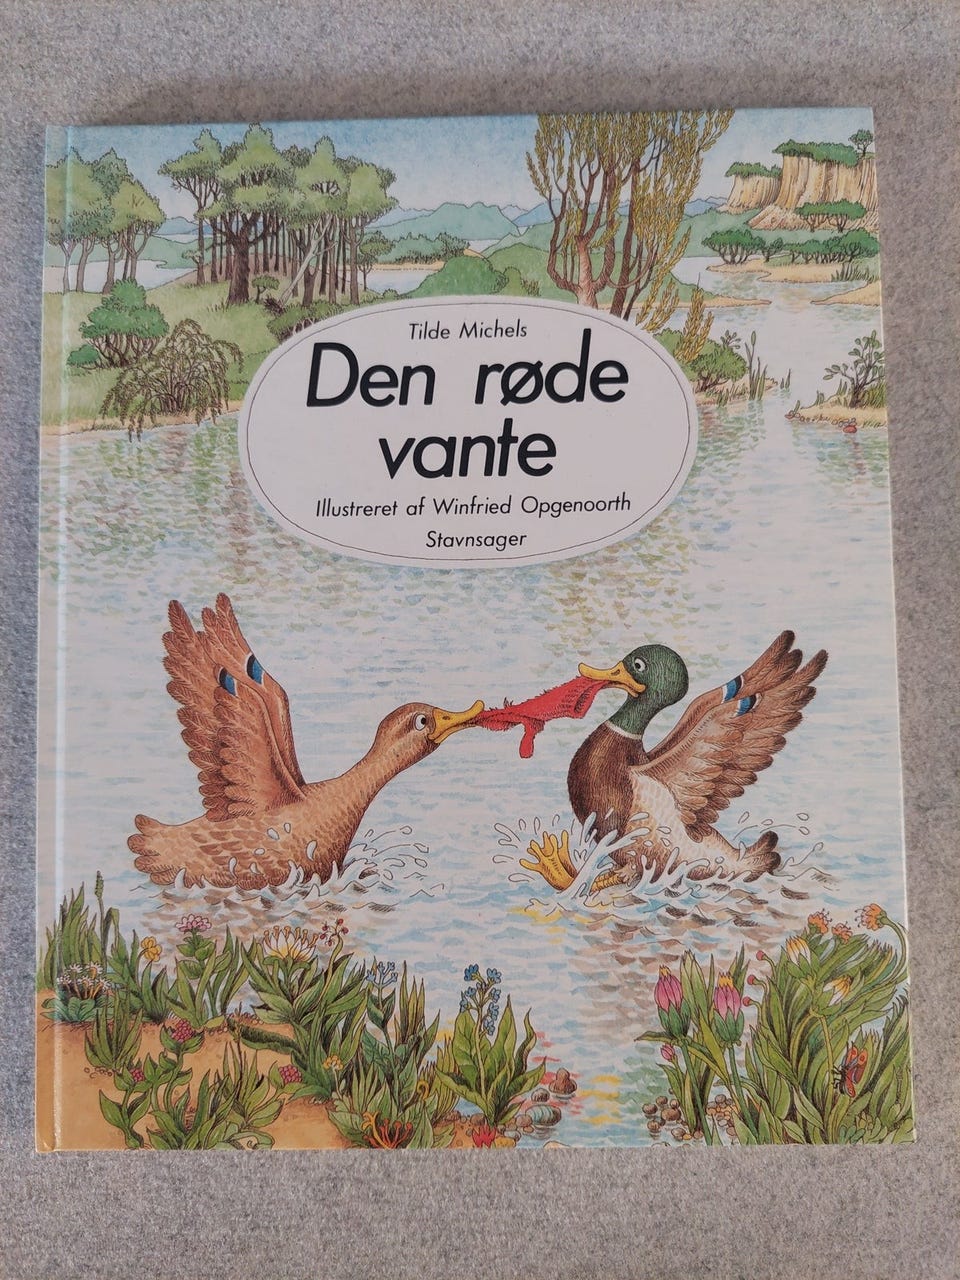 Tilde Michels
Den røde
vante
Illustreret af Winfried Opgenoorth
Stavnsager